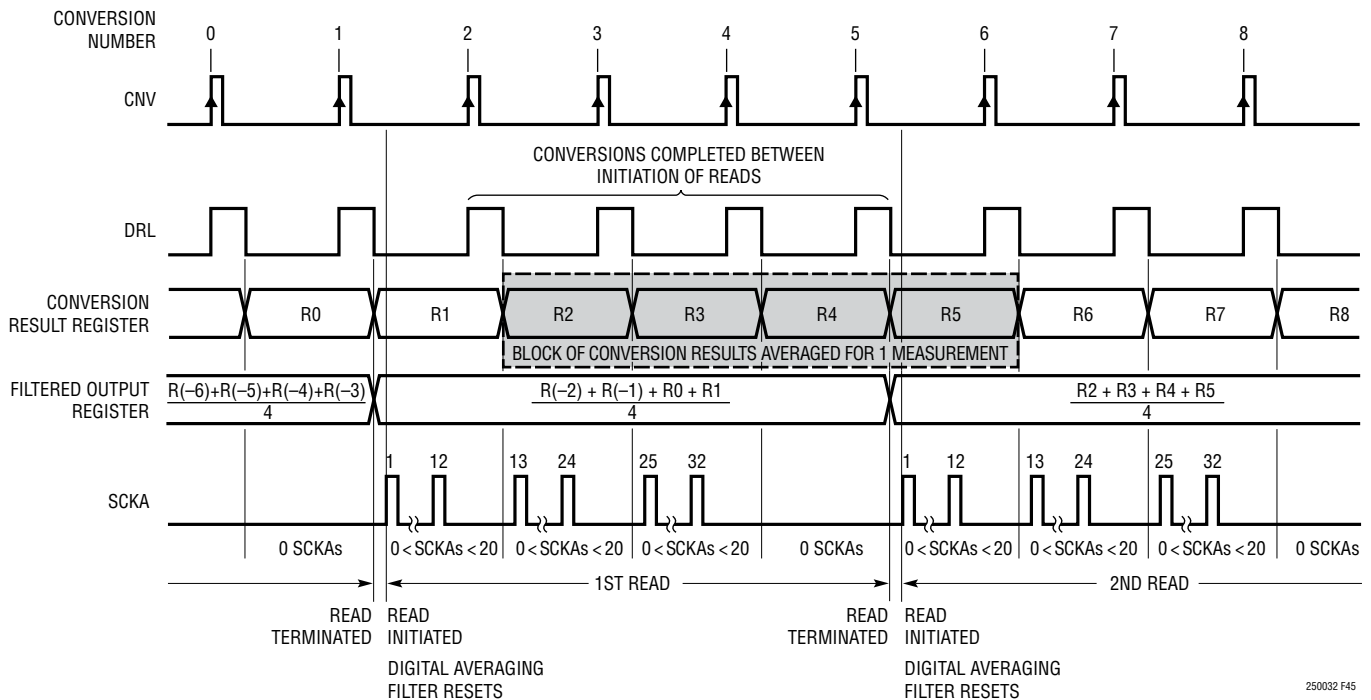 CONVERSION
NUMBER
0 1 2 3 4 5 6 7 8
CNV
CONVERSIONS COMPLETED BETWEEN
INITIATION OF READS
DRL
CONVERSION
RESULT REGISTER
R0 R1 R2 R3 R4 R5 R6 R7 R8
BLOCK OF CONVERSION RESULTS AVERAGED FOR 1 MEASUREMENT
FILTERED OUTPUT
REGISTER
R(–6)+R(–5)+R(–4)+R(–3)
4
R(–2) + R(–1) + R0 + R1
4
R2 + R3 + R4 + R5
4
1 12 13 24 25 32 1 12 13 24 25 32
SCKA
0 SCKAs 0 < SCKAs < 20 0 < SCKAs < 20 0 < SCKAs < 20 0 SCKAs 0 < SCKAs < 20 0 < SCKAs < 20 0 < SCKAs < 20 0 SCKAs
1ST READ 2ND READ
READ
TERMINATED
READ
INITIATED
DIGITAL AVERAGING
FILTER RESETS
READ
TERMINATED
READ
INITIATED
DIGITAL AVERAGING
FILTER RESETS
250032 F45